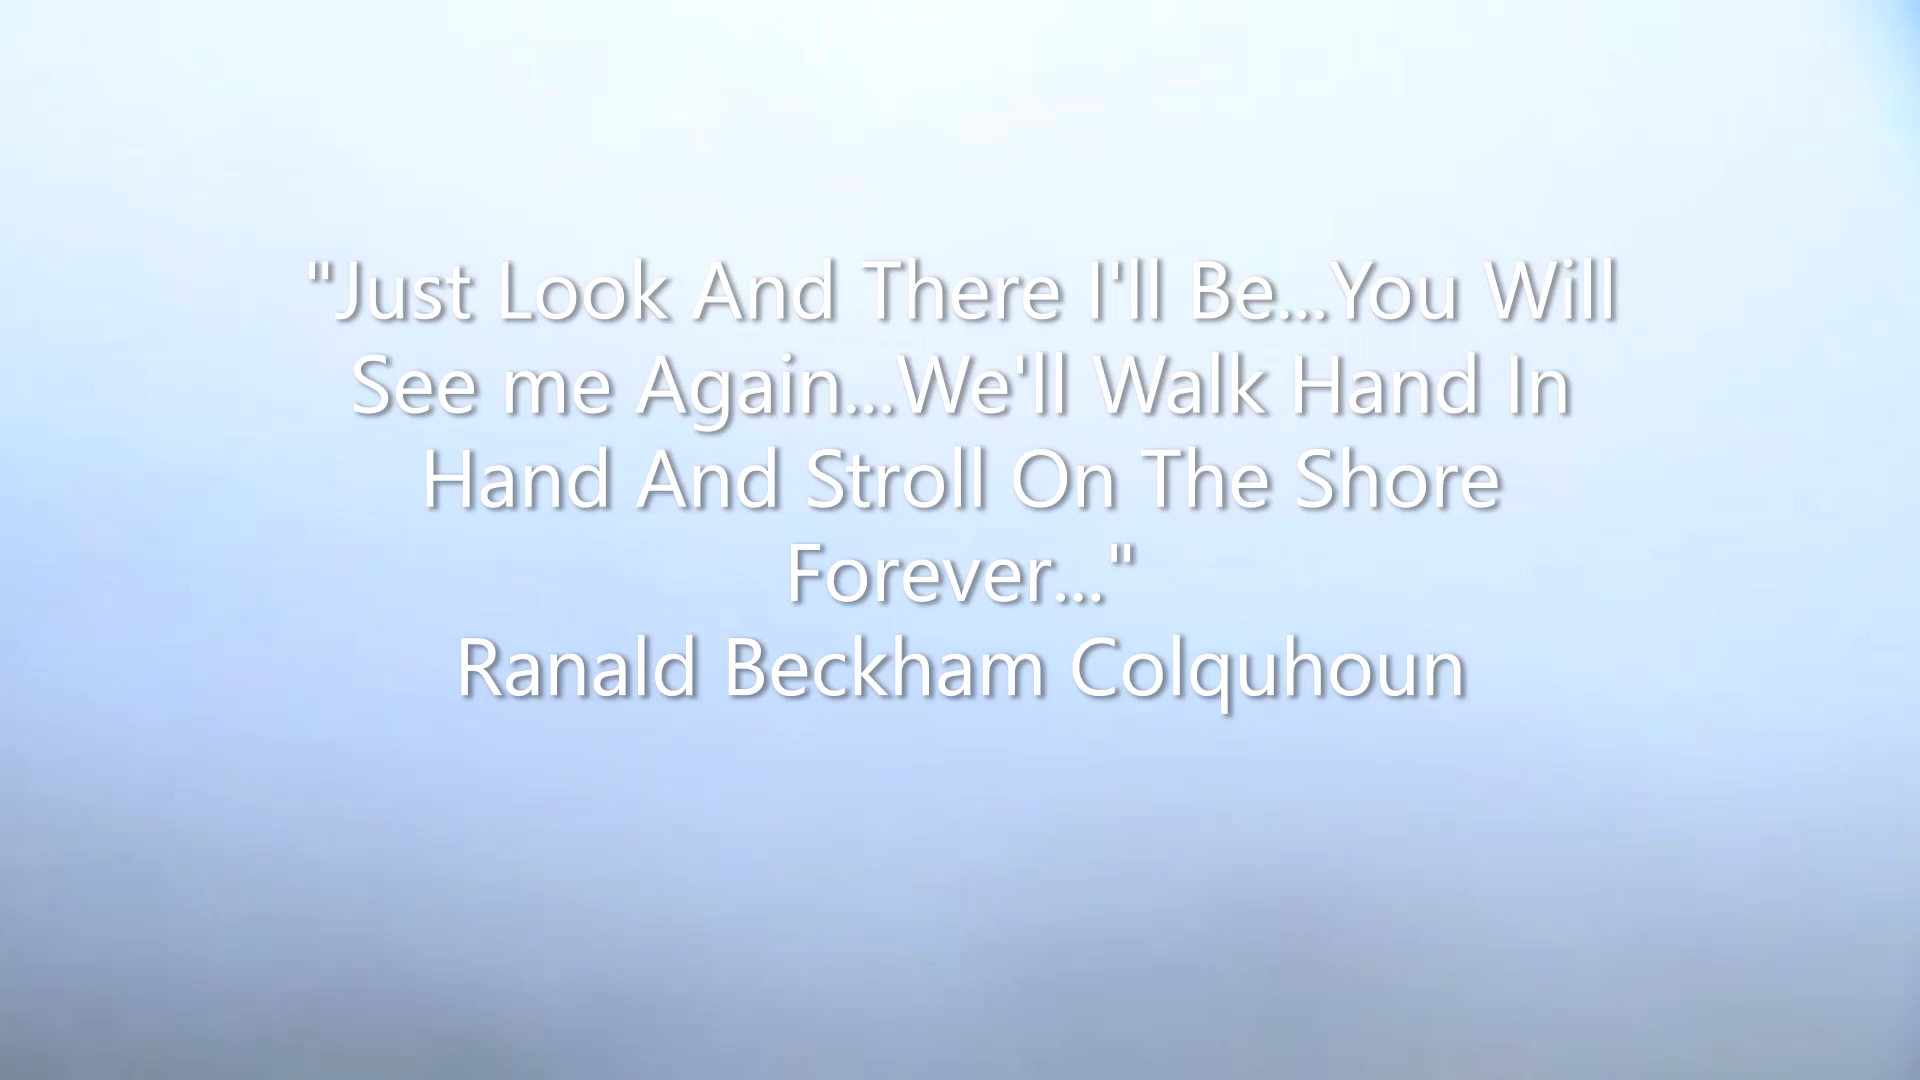 "Just Look And There I'll Be...You Will
See me Again...We'll Walk Hand In
Hand And Stroll On The Shore
Forever..."
Ranald Beckham Colquhoun